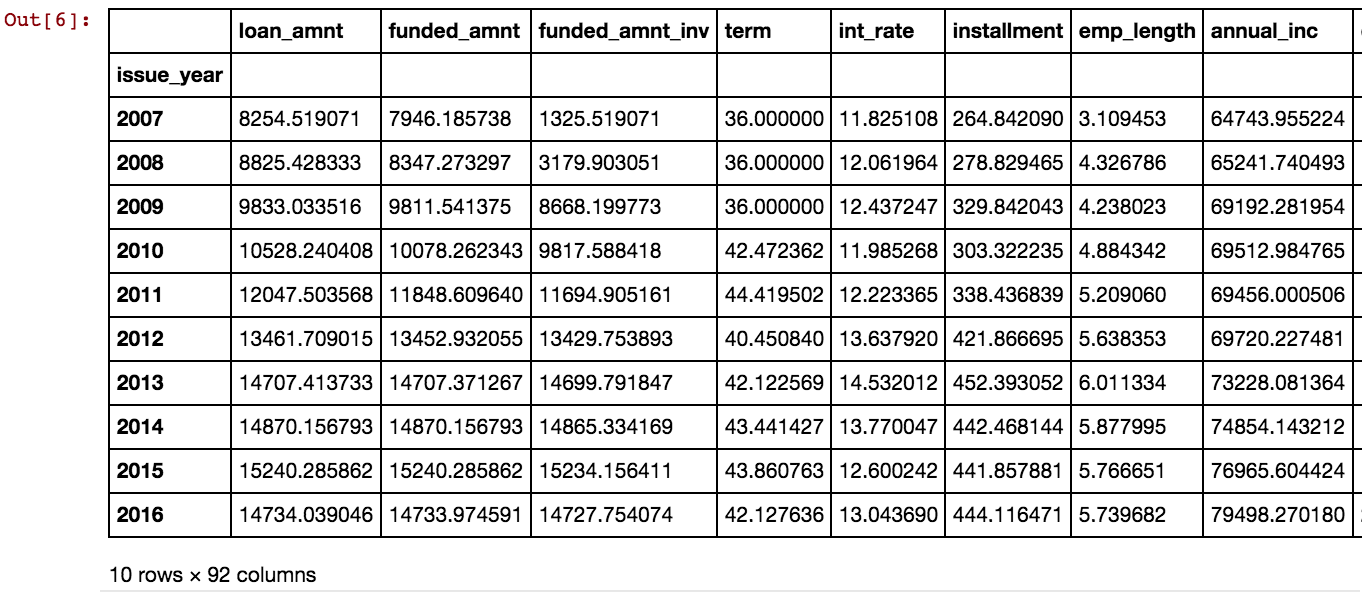 Out[6]:
loan_amnt funded_amnt funded_amnt_inv term int_rate installment emp_length annual_inc
issue_year
2007 8254.519071 7946.185738 1325.519071 36.000000 11.825108 264.842090 3.109453 64743.955224
2008 8825.428333 8347.273297 3179.903051 36.000000 12.061964 278.829465 4.326786 65241.740493
2009 9833.033516 9811.541375 8668.199773 36.000000 12.437247 329.842043 4.238023 69192.281954
2010 10528.240408 10078.262343 9817.588418 42.472362 11.985268 303.322235 4.884342 69512.984765
2011 12047.503568 11848.609640 11694.905161 44.419502 12.223365 338.436839 5.209060 69456.000506
2012 13461.709015 13452.932055 13429.753893 40.450840 13.637920 421.866695 5.638353 69720.227481
2013 14707.413733 14707.371267 14699.791847 42.122569 14.532012 452.393052 6.011334 73228.081364
2014 14870.156793 14870.156793 14865.334169 43.441427 13.770047 442.468144 5.877995 74854.143212
2015 15240.285862 15240.285862 15234.156411 43.860763 12.600242 441.857881 5.766651 76965.604424
2016 14734.039046 14733.974591 14727.754074 42.127636 13.043690 444.116471 5.739682 79498.270180
10 rows × 92 columns